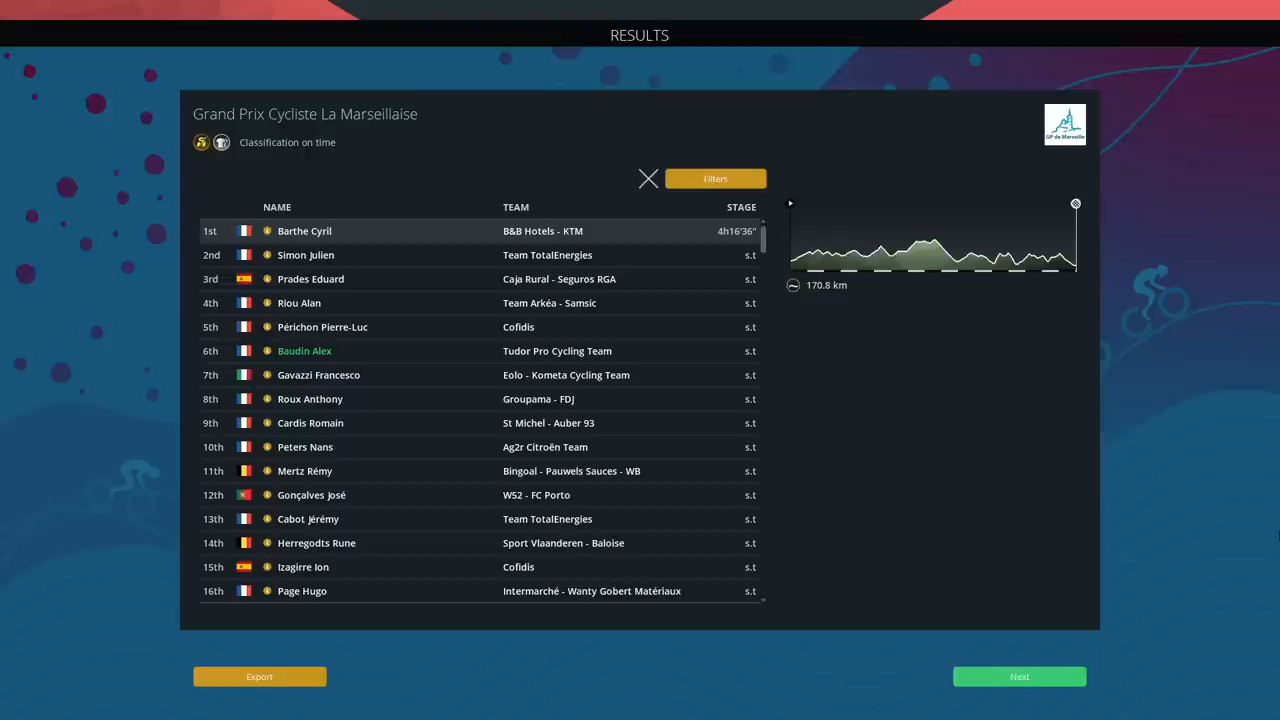 RESULTS
Grand Prix Cycliste La Marseillaise
GP de Marseille
Classification on time
Filters
NAME TEAM STAGE
1st Barthe Cyril B&B Hotels - KTM 4h16'36"
2nd Simon Julien Team TotalEnergies s.t
3rd Prades Eduard Caja Rural - Seguros RGA s.t
4th Riou Alan Team Arkéa - Samsic s.t
5th Périchon Pierre-Luc Cofidis s.t
6th Baudin Alex Tudor Pro Cycling Team s.t
7th Gavazzi Francesco Eolo - Kometa Cycling Team s.t
8th Roux Anthony Groupama - FDJ s.t
9th Cardis Romain St Michel - Auber 93 s.t
10th Peters Nans Ag2r Citroën Team s.t
11th Mertz Rémy Bingoal - Pauwels Sauces - WB s.t
12th Gonçalves José W52 - FC Porto s.t
13th Cabot Jérémy Team TotalEnergies s.t
14th Herregodts Rune Sport Vlaanderen - Baloise s.t
15th Izagirre Ion Cofidis s.t
16th Page Hugo Intermarché - Wanty Gobert Matériaux s.t
170.8 km
Export
Next